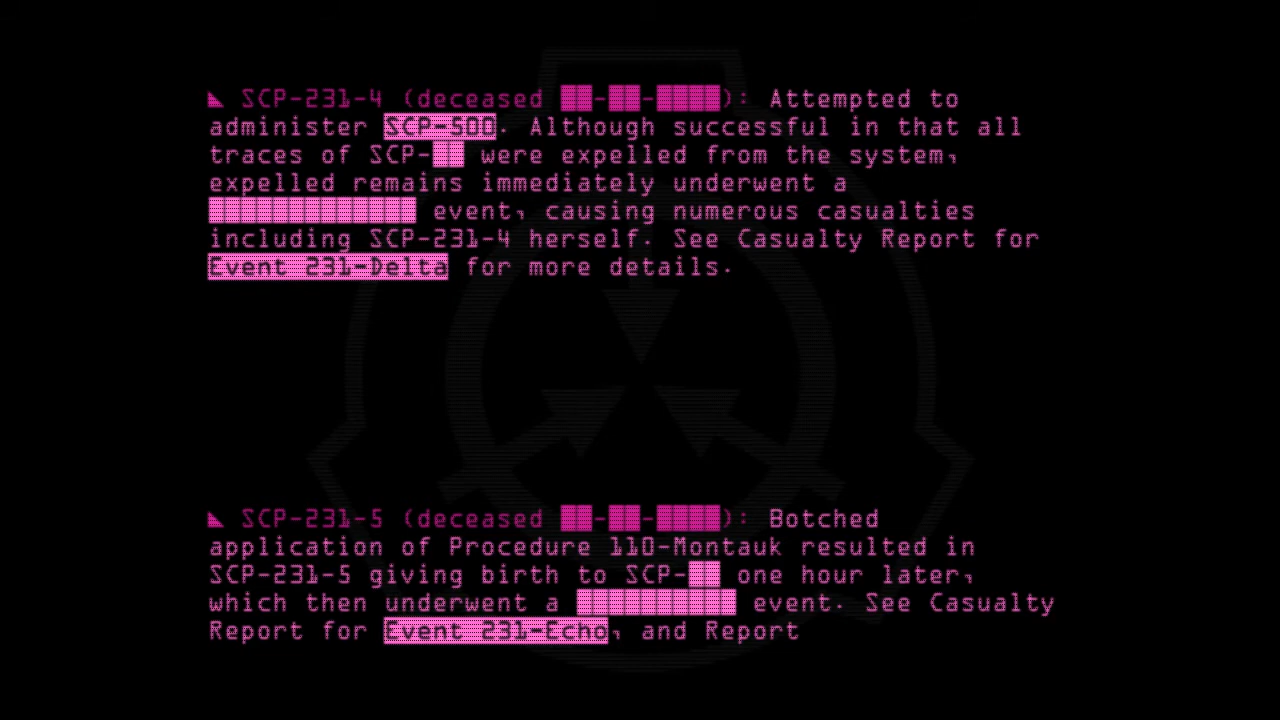 SCP-231-4 (deceased ██-██-████): Attempted to
administer SCP-500. Although successful in that all
traces of SCP-██ were expelled from the system,
expelled remains immediately underwent a
█████████████ event, causing numerous casualties
including SCP-231-4 herself. See Casualty Report for
Event 231-Delta for more details.
SCP-231-5 (deceased ██-██-████): Botched
application of Procedure 110-Montauk resulted in
SCP-231-5 giving birth to SCP-██ one hour later,
which then underwent a ██████████ event. See Casualty
Report for Event 231-Echo, and Report